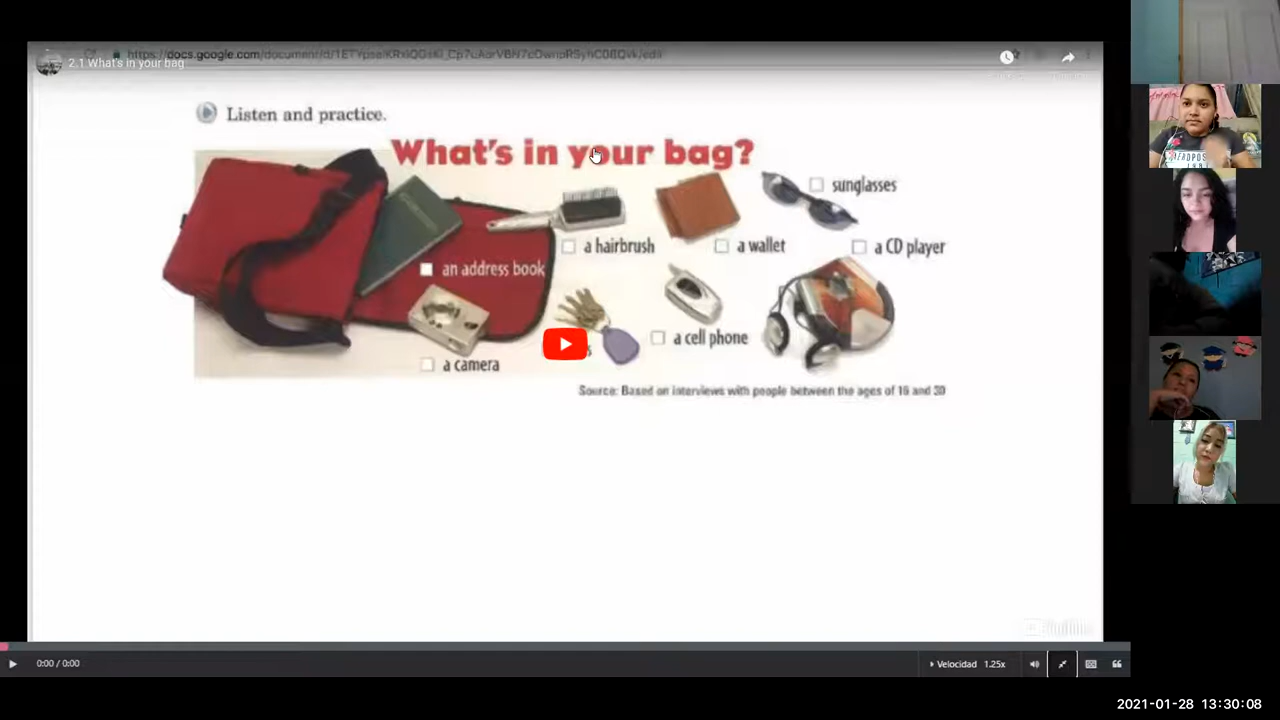 2.1 What's in your bag
Listen and practice.
What's in your bag?
sunglasses
a hairbrush
a wallet
a CD player
an address book
a cell phone
a camera
Source: Based on interviews with people between the ages of 16 and 30
0:00 / 0:00
Velocidad 1.25x
2021-01-28 13:30:08